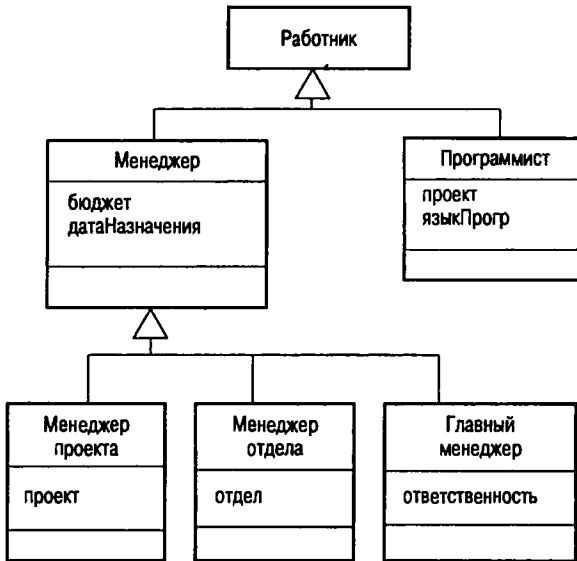 Работник
Менеджер
бюджет
датаНазначения
Программист
проект
языкПрогр
Менеджер
проекта
проект
Менеджер
отдела
отдел
Главный
менеджер
ответственность